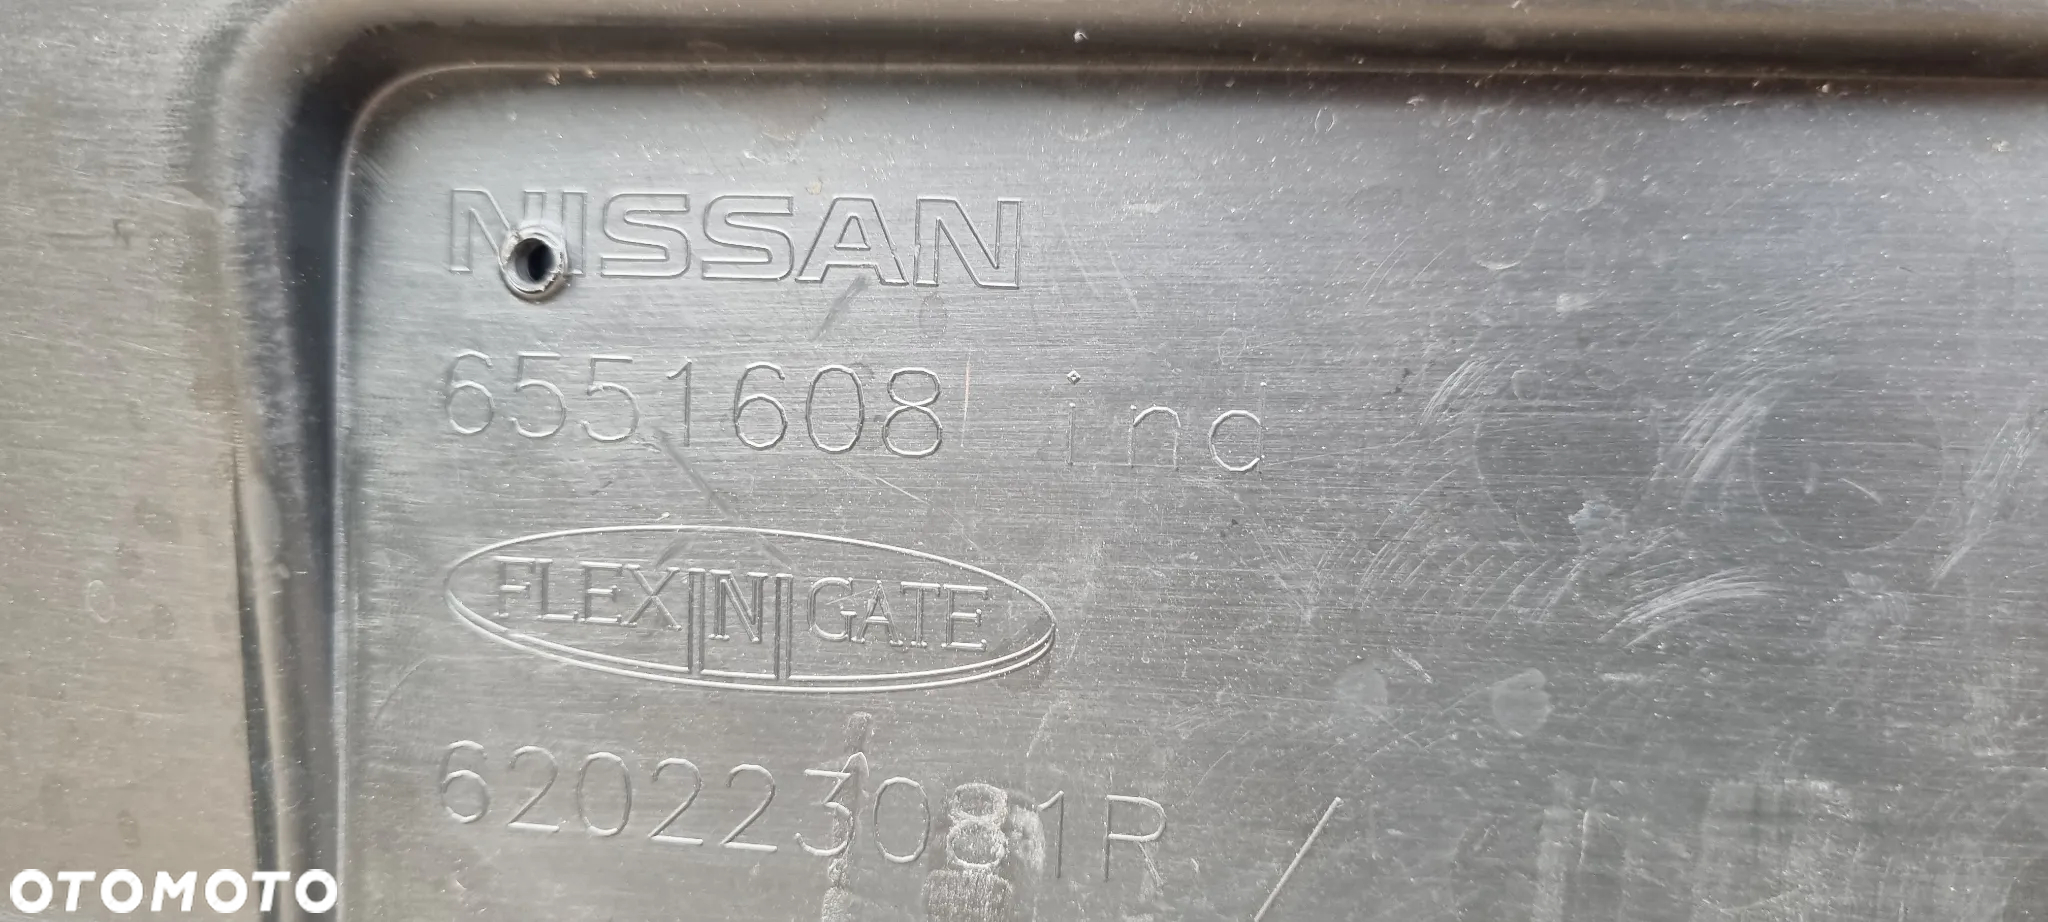 NISSAN
6551608 ind
FLEX|N|GATE
620223081R /
OTOMOTO